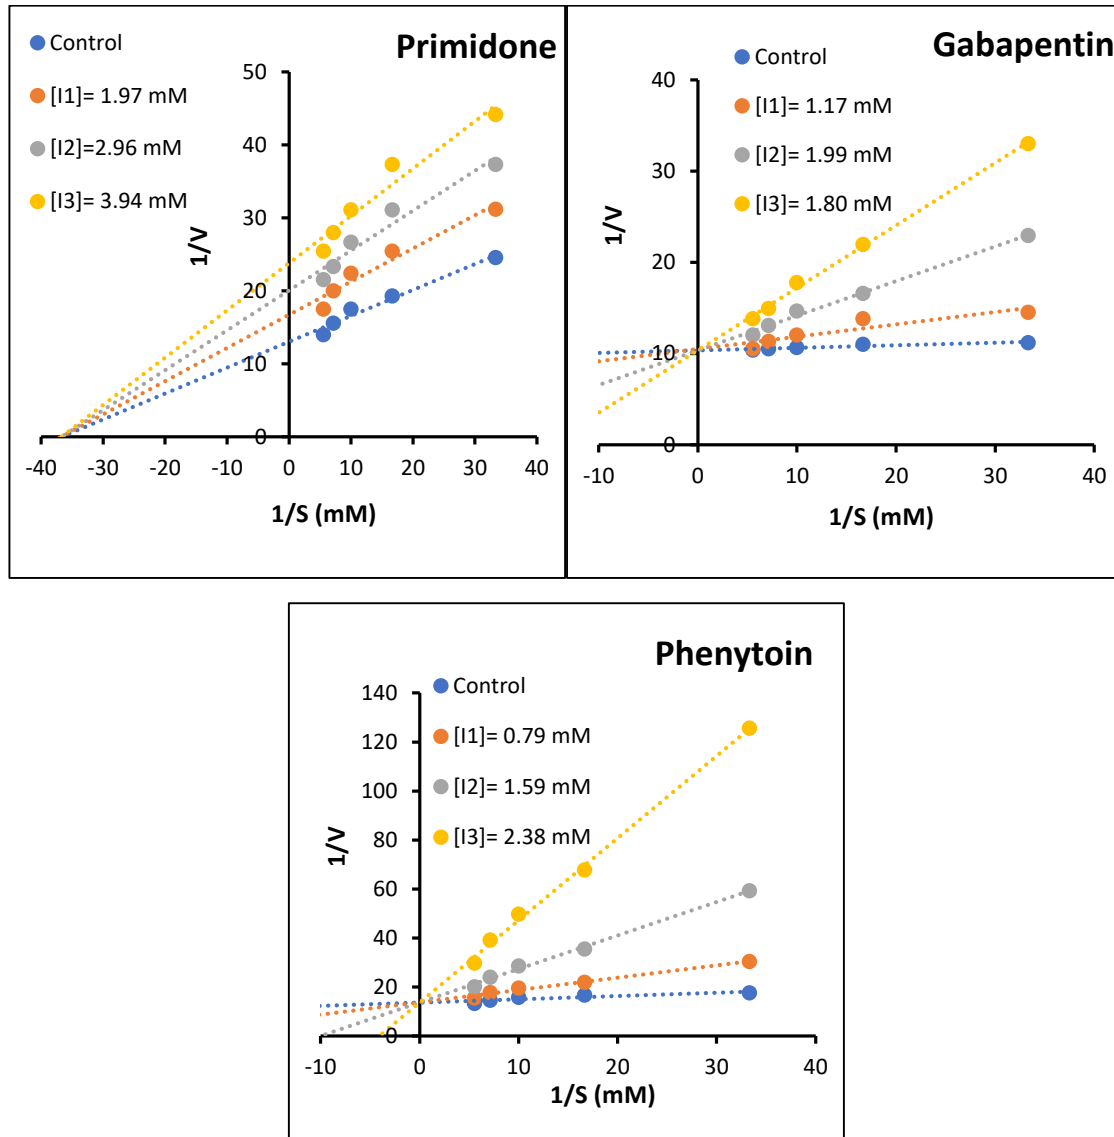 Primidone
Control
[I1]= 1.97 mM
[I2]=2.96 mM
[I3]= 3.94 mM
1/V
50
40
30
20
10
0
-40 -30 -20 -10 0 10 20 30 40
1/S (mM)
Gabapentin
Control
[I1]= 1.17 mM
[I2]= 1.99 mM
[I3]= 1.80 mM
1/V
40
30
20
10
0
-10 0 10 20 30 40
1/S (mM)
Phenytoin
Control
[I1]= 0.79 mM
[I2]= 1.59 mM
[I3]= 2.38 mM
1/V
140
120
100
80
60
40
20
0
-10 0 10 20 30 40
1/S (mM)